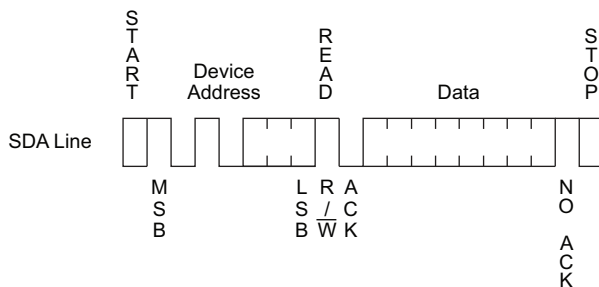 START
Device
Address
READ
Data
STOP
SDA Line
MSB
LSB
R/W
ACK
NO ACK